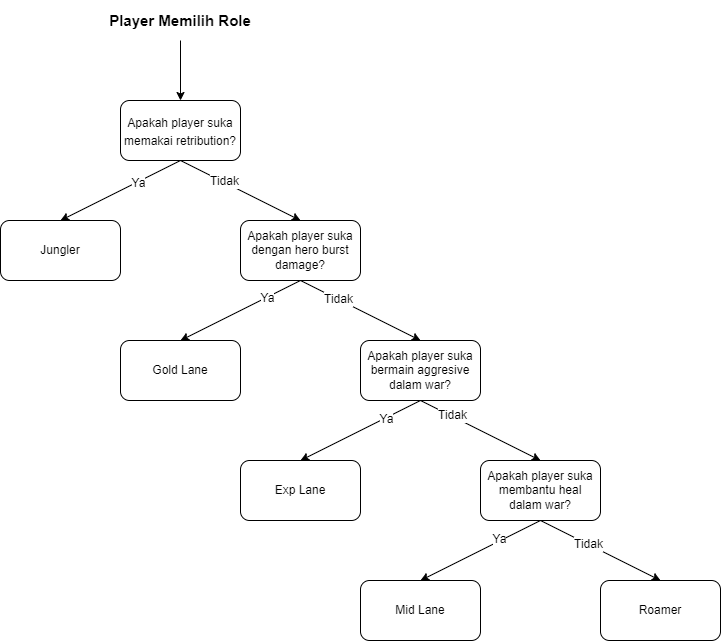 Player Memilih Role
Apakah player suka
memakai retribution?
Ya
Tidak
Jungler
Apakah player suka
dengan hero burst
damage?
Ya
Tidak
Gold Lane
Apakah player suka
bermain aggresive
dalam war?
Ya
Tidak
Exp Lane
Apakah player suka
membantu heal
dalam war?
Ya
Tidak
Mid Lane
Roamer